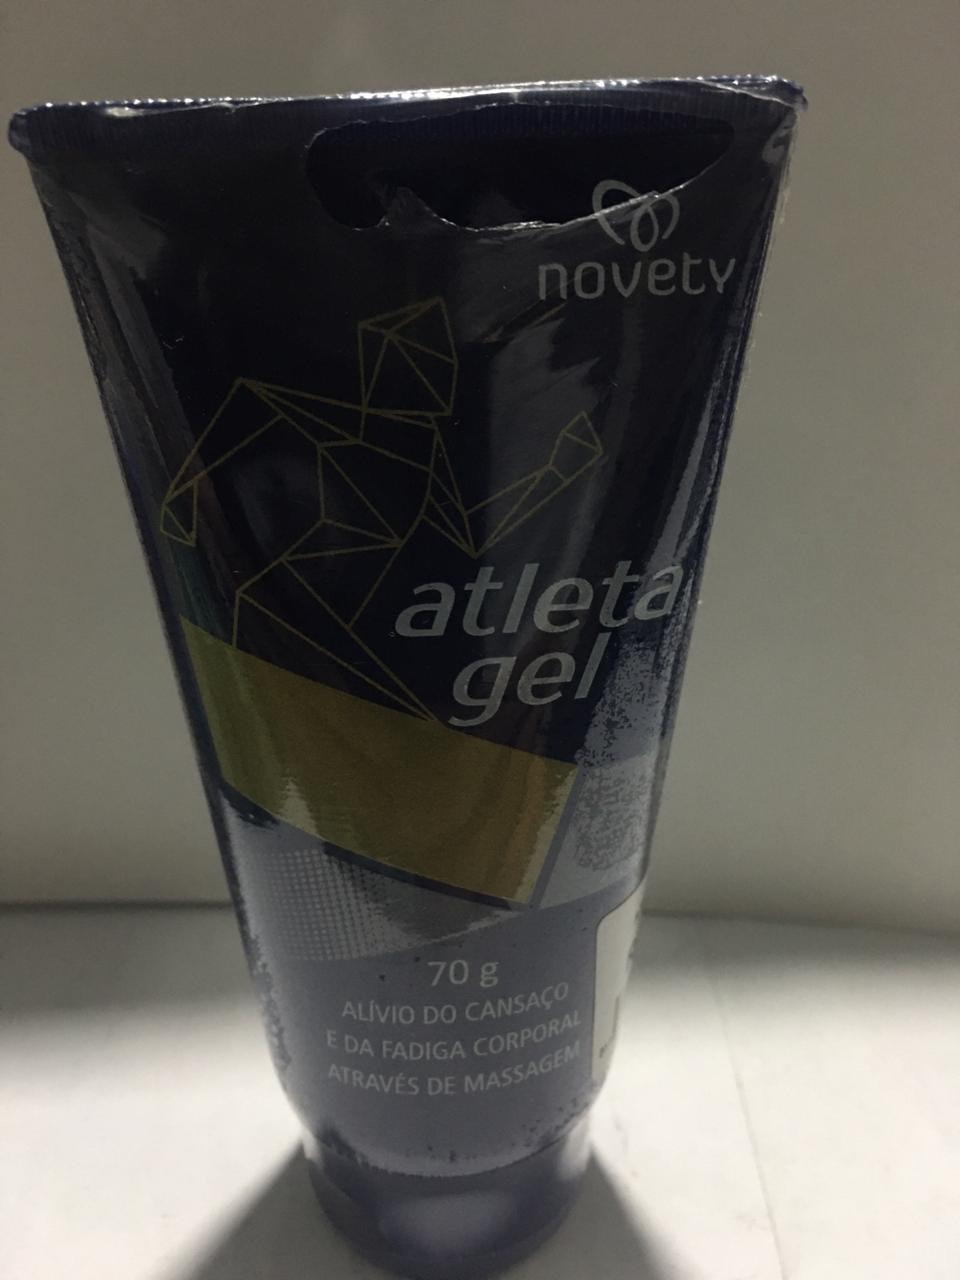 novety
atleta
gel
70 g
ALÍVIO DO CANSAÇO
E DA FADIGA CORPORAL
ATRAVÉS DE MASSAGEM